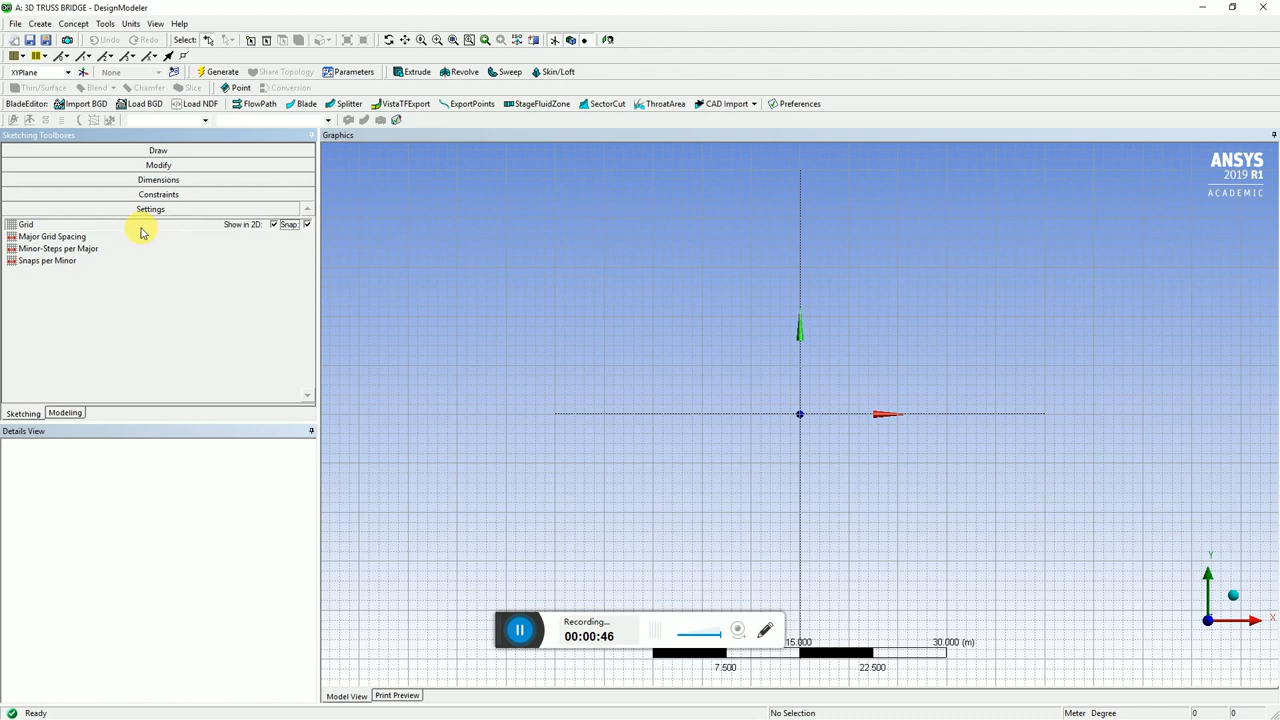 A: 3D TRUSS BRIDGE - DesignModeler
File Create Concept Tools Units View Help
Undo Redo Select:
XYPlane None Generate Share Topology Parameters Extrude Revolve Sweep Skin/Loft
Thin/Surface Blend Chamfer Slice Point Conversion
BladeEditor: Import BGD Load BGD Load NDF FlowPath Blade Splitter VistaTFExport ExportPoints StageFluidZone SectorCut ThroatArea CAD Import Preferences
Sketching Toolboxes
Draw
Modify
Dimensions
Constraints
Settings
Grid Show in 2D: Snap:
Major Grid Spacing
Minor-Steps per Major
Snaps per Minor
Sketching Modeling
Details View
Graphics
ANSYS
2019 R1
ACADEMIC
Y
X
Recording...
00:00:46
15.000 30.000 (m)
7.500 22.500
Model View Print Preview
Ready No Selection Meter Degree 0 0